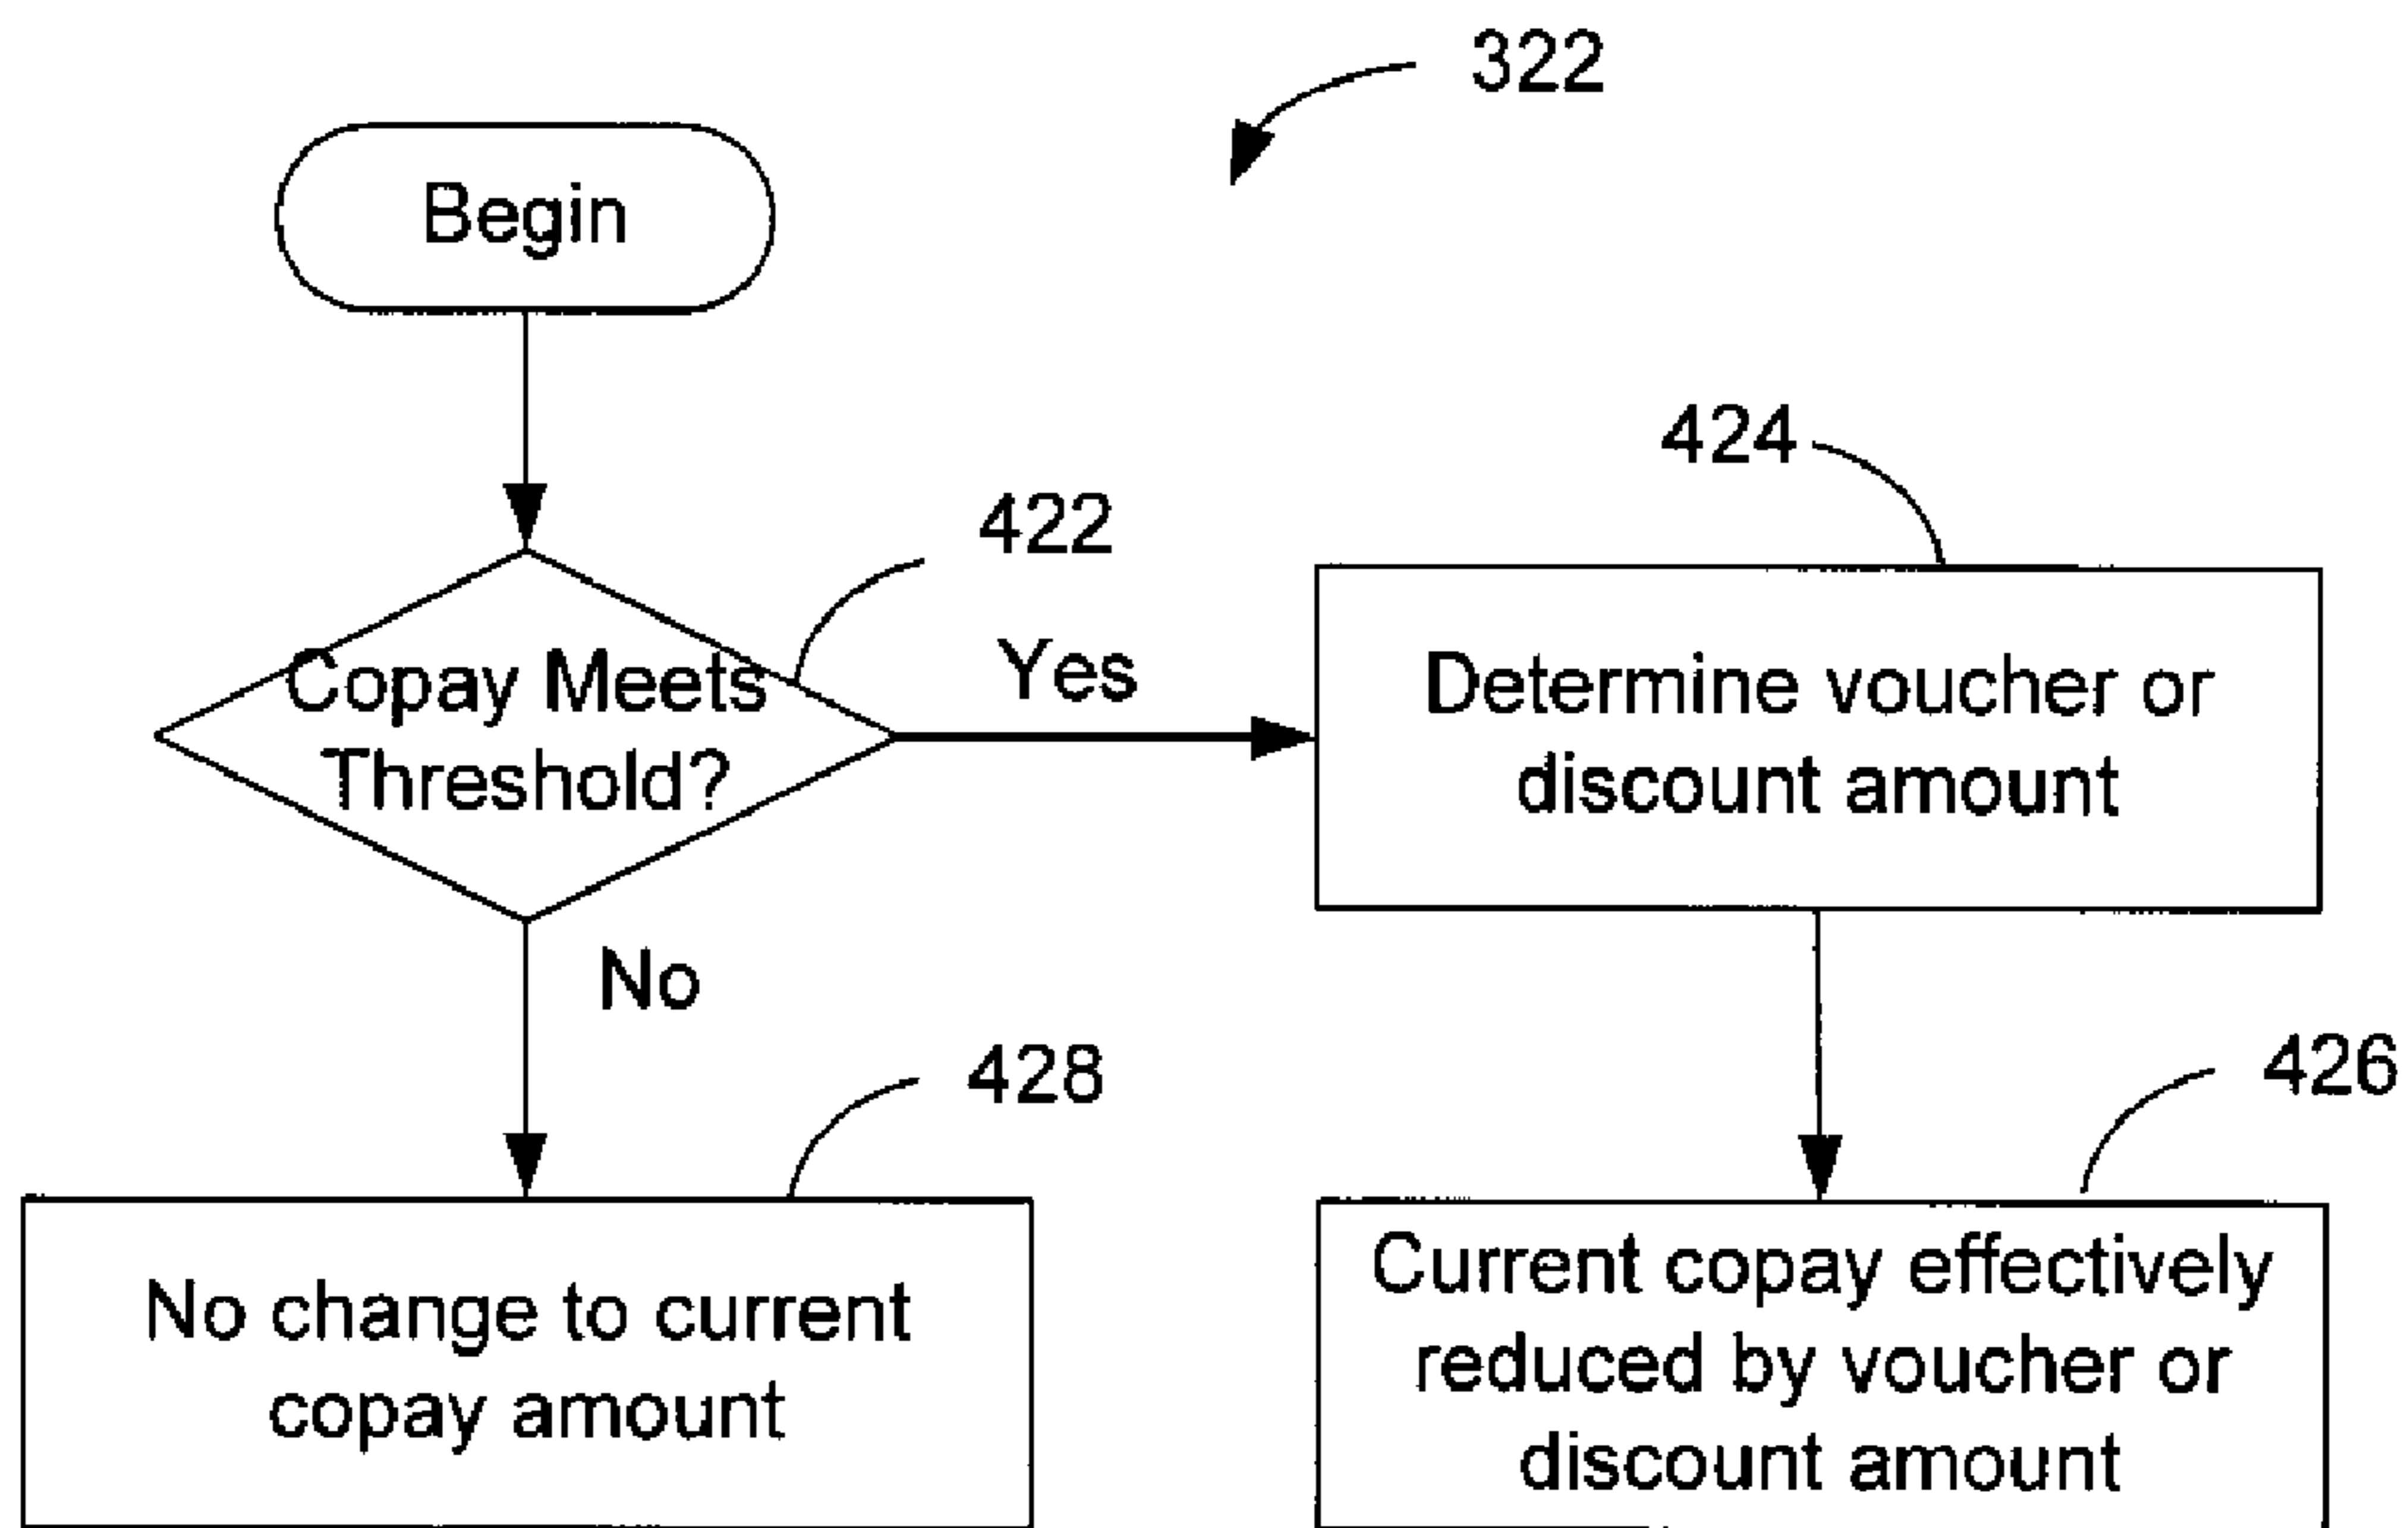 322
Begin
424
422
Copay Meets
Threshold?
Yes
Determine voucher or
discount amount
No
428
426
No change to current
copay amount
Current copay effectively
reduced by voucher or
discount amount